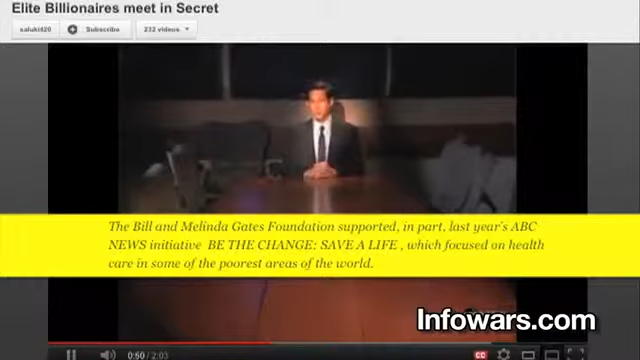 Elite Billionaires meet in Secret
saluki420
Subscribe
232 videos
The Bill and Melinda Gates Foundation supported, in part, last year's ABC
NEWS initiative BE THE CHANGE: SAVE A LIFE , which focused on health
care in some of the poorest areas of the world.
Infowars.com
0:50 / 2:03
CC